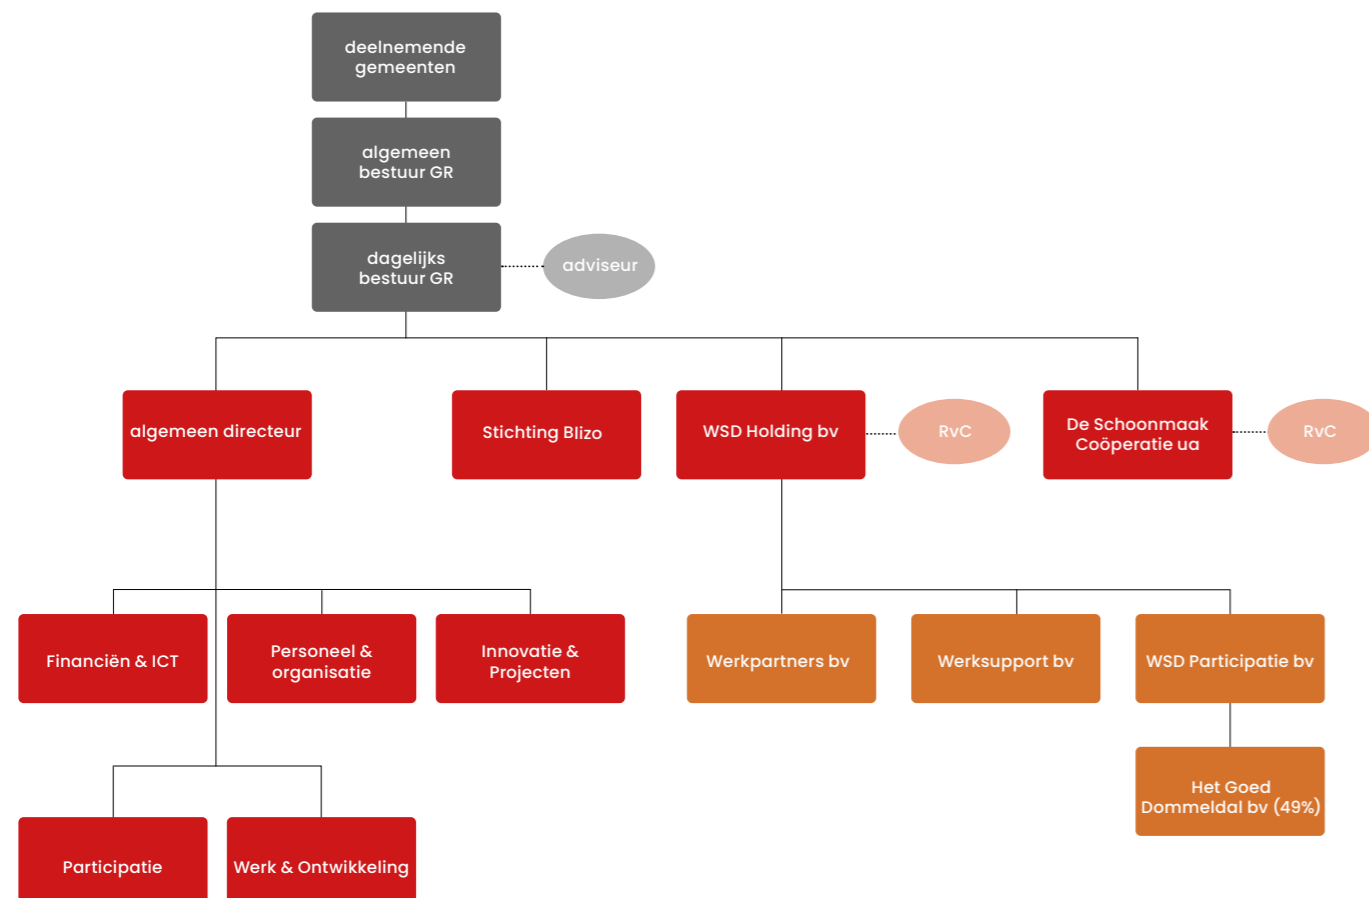 deelnemende
gemeenten
algemeen
bestuur GR
dagelijks
bestuur GR
adviseur
algemeen directeur
Stichting Blizo
WSD Holding bv
RvC
De Schoonmaak
Coöperatie ua
RvC
Financiën & ICT
Personeel &
organisatie
Innovatie &
Projecten
Werkpartners bv
Werksupport bv
WSD Participatie bv
Het Goed
Dommeldal bv (49%)
Participatie
Werk & Ontwikkeling